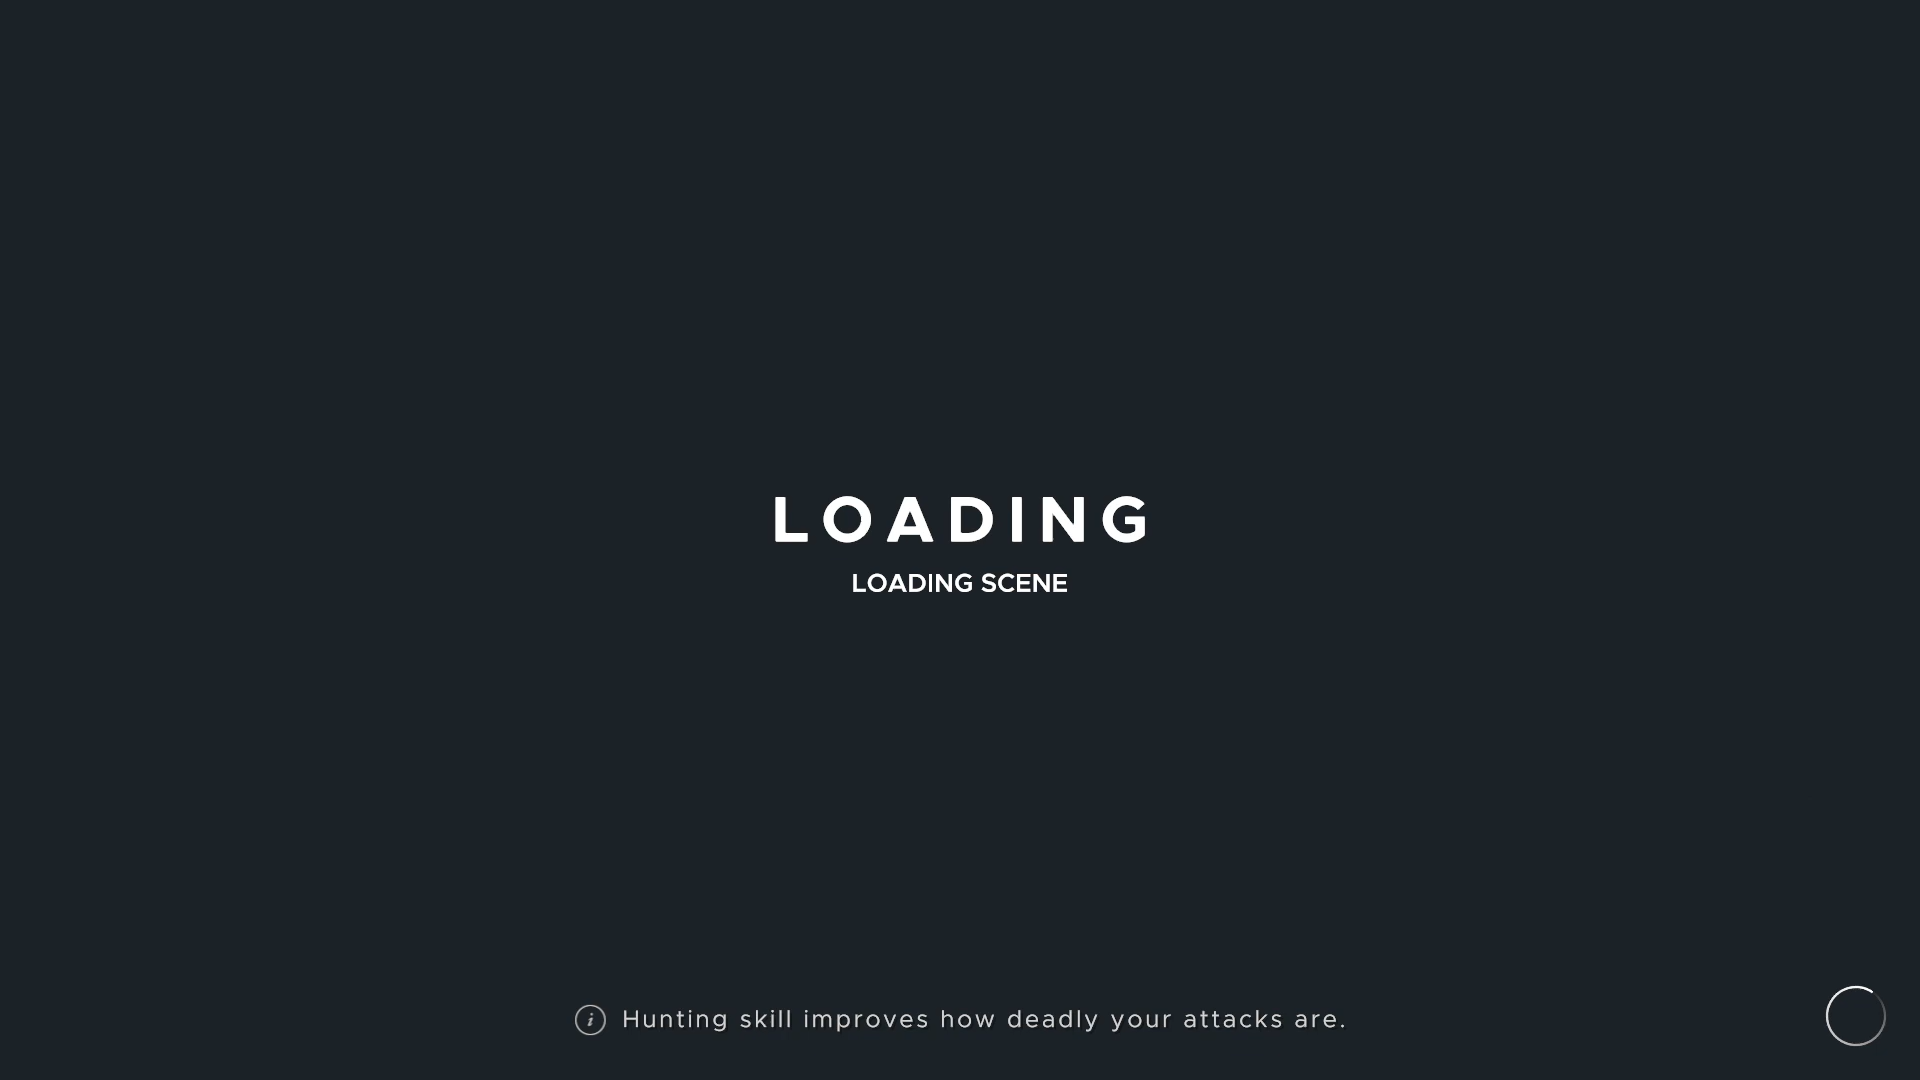 LOADING
LOADING SCENE
Hunting skill improves how deadly your attacks are.